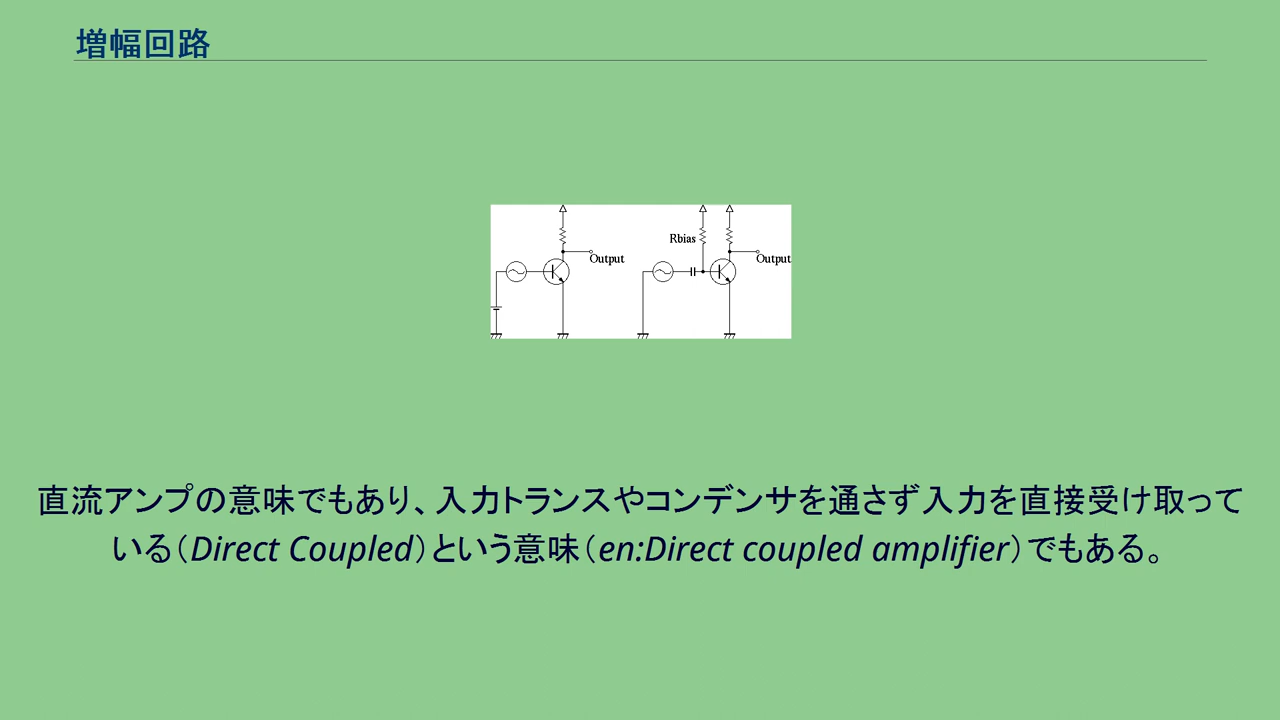 増幅回路
Rbias
Output
Output
直流アンプの意味でもあり、入力トランスやコンデンサを通さず入力を直接受け取って
いる（Direct Coupled）という意味（en:Direct coupled amplifier）でもある。